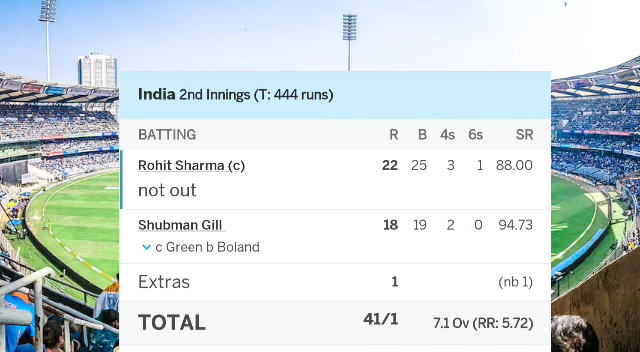 India 2nd Innings (T: 444 runs)
BATTING R B 4s 6s SR
Rohit Sharma (c) 22 25 3 1 88.00
not out
Shubman Gill 18 19 2 0 94.73
c Green b Boland
Extras 1 (nb 1)
TOTAL 41/1 7.1 Ov (RR: 5.72)